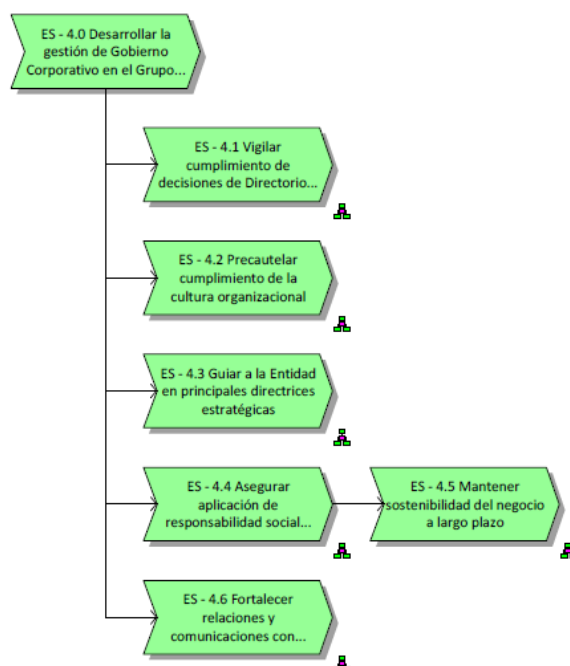 ES - 4.0 Desarrollar la
gestión de Gobierno
Corporativo en el Grupo...
ES - 4.1 Vigilar
cumplimiento de
decisiones de Directorio...
ES - 4.2 Precautelar
cumplimiento de la
cultura organizacional
ES - 4.3 Guiar a la Entidad
en principales directrices
estratégicas
ES - 4.4 Asegurar
aplicación de
responsabilidad social...
ES - 4.5 Mantener
sostenibilidad del negocio
a largo plazo
ES - 4.6 Fortalecer
relaciones y
comunicaciones con...